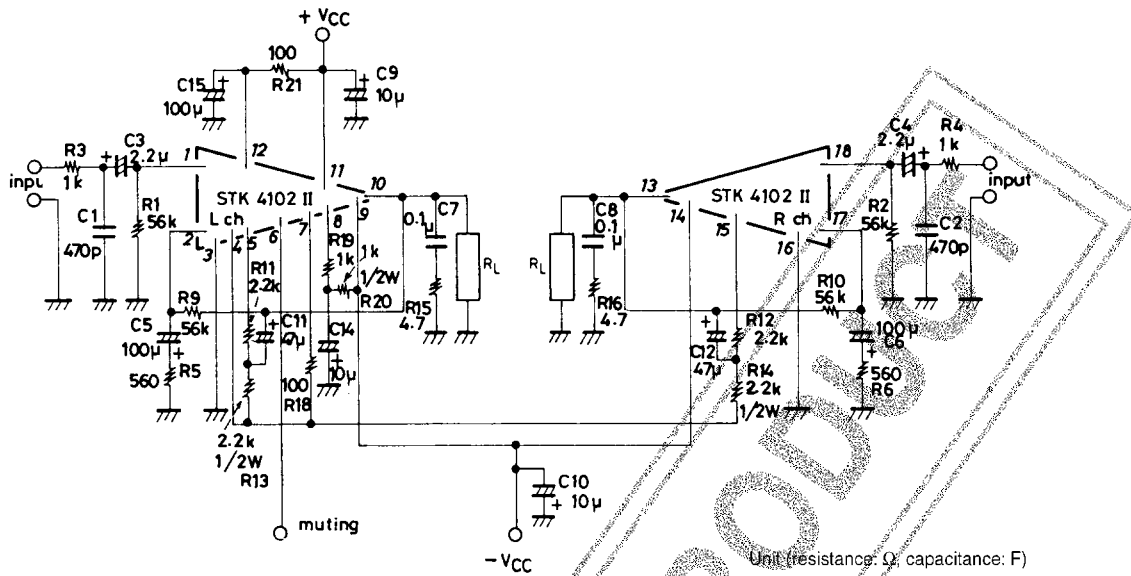 + VCC
100
R21
C15
100µ
+
+
C9
10µ
R3
1k
C3
+
2.2µ
1
12
11
10
input
STK 4102 II
L ch
R1
56k
C1
470p
2
3
4
5
6
7
8
9
C7
0.1µ
RL
R15
4.7
R11
2.2k
R19
1k
1k
1/2W
R20
R9
56k
C11
47µ
C14
+
10µ
C5
100µ
+
560
R5
100
R18
2.2k
1/2W
R13
muting
13
STK 4102 II
R ch
14
15
16
17
18
C8
0.1
µ
RL
R16
4.7
C4
2.2µ
+
R4
1k
input
R2
56k
C2
470p
R10
56k
100µ
C6
+
560
R6
+
C12
47µ
R12
2.2k
R14
2.2k
1/2W
C10
+ 10µ
- VCC
PRODUCT
Unit (resistance: Ω, capacitance: F)